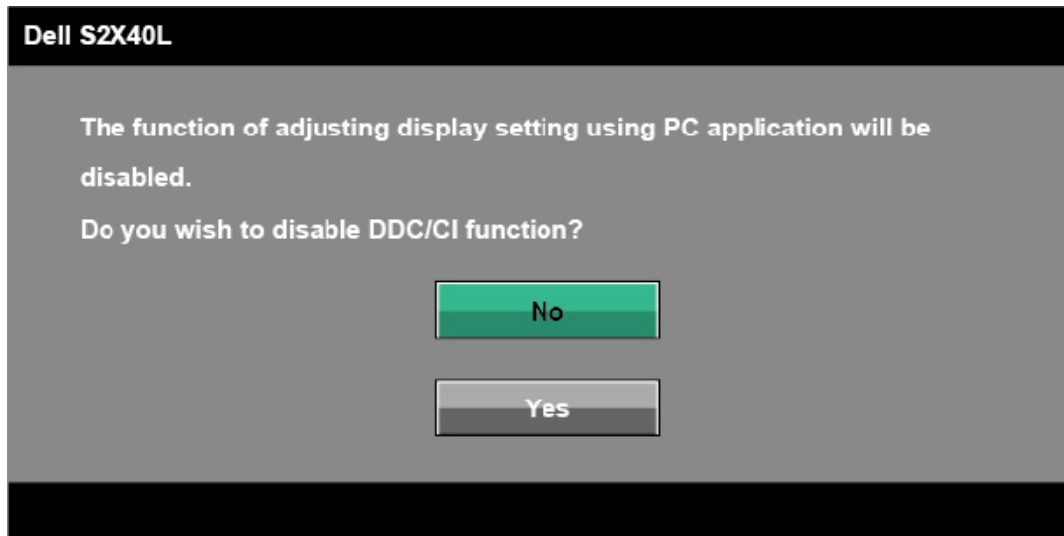 Dell S2X40L
The function of adjusting display setting using PC application will be
disabled.
Do you wish to disable DDC/CI function?
No
Yes